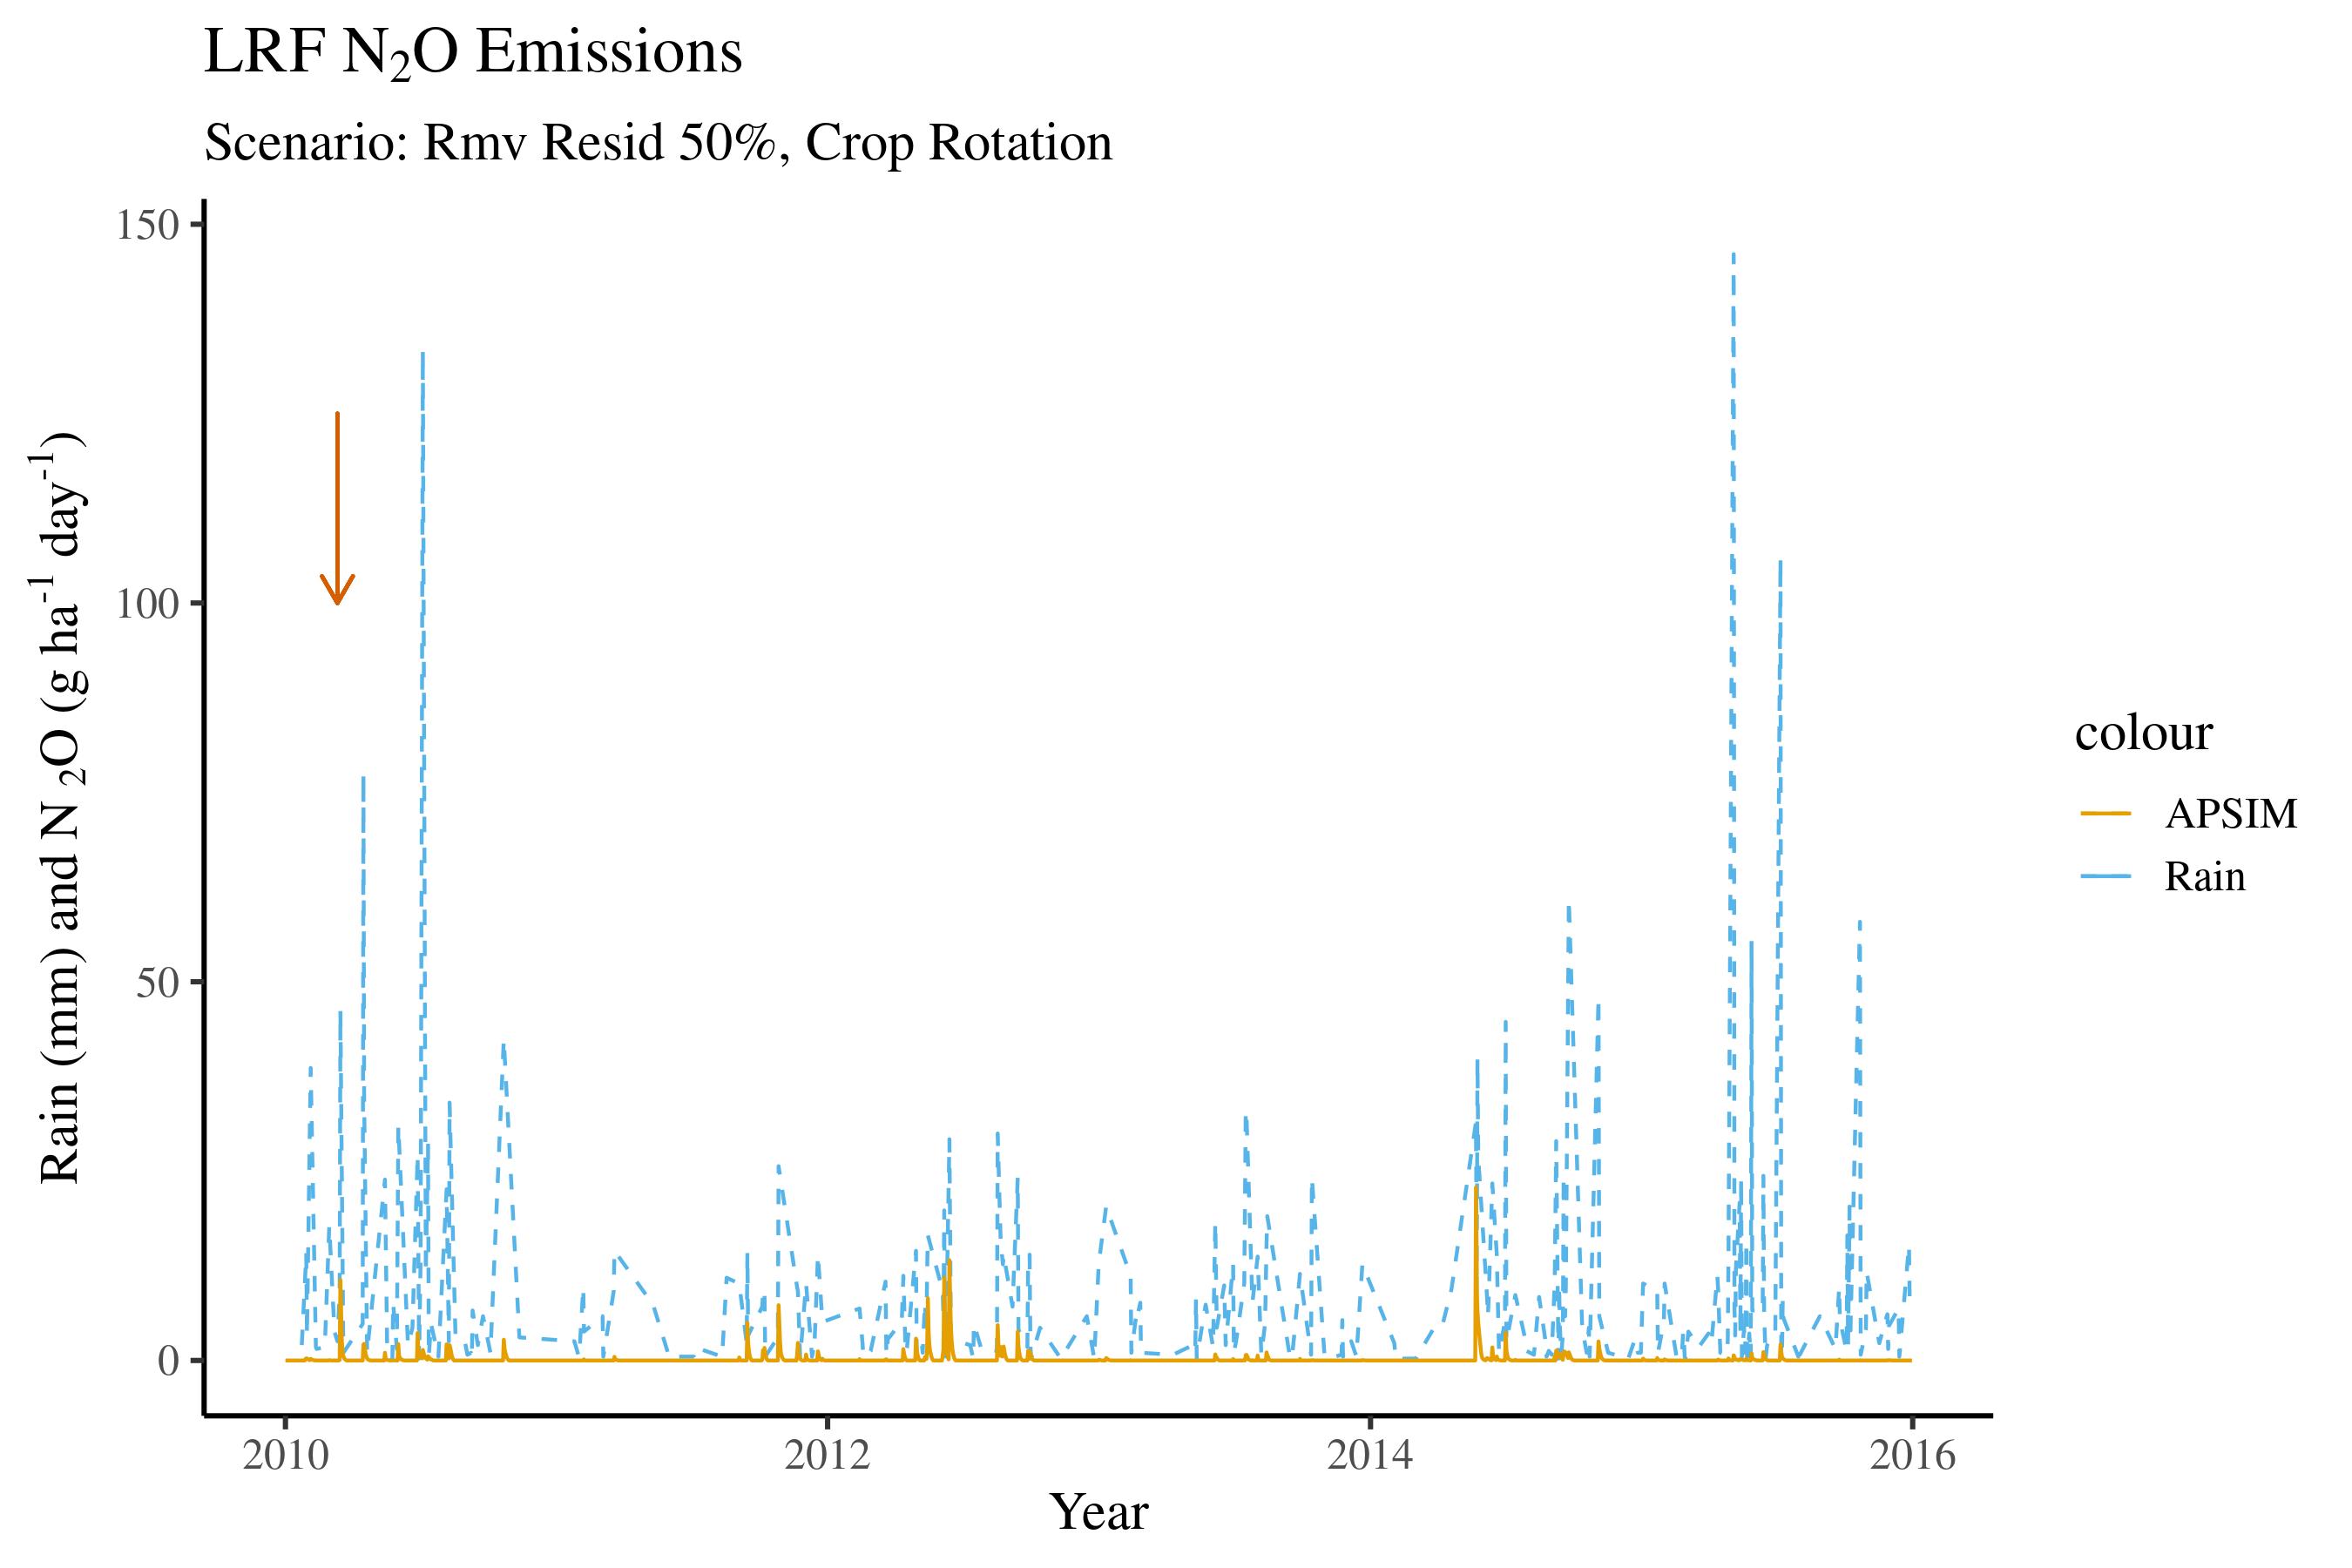 LRF N₂O Emissions
Scenario: Rmv Resid 50%, Crop Rotation
Rain (mm) and N ₂O (g ha⁻¹ day⁻¹)
150
100
50
0
2010 2012 2014 2016
Year
colour
APSIM
Rain